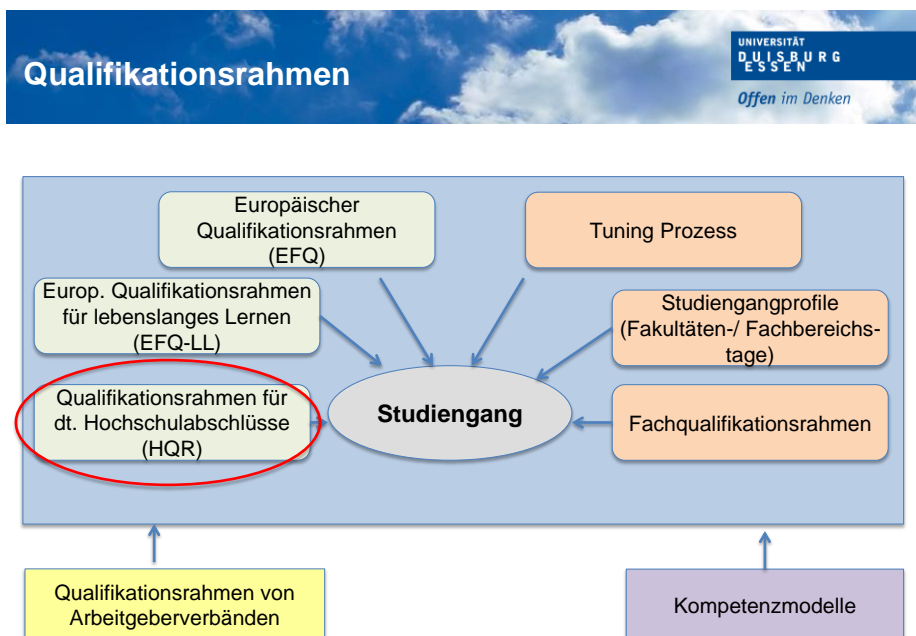 Qualifikationsrahmen
UNIVERSITÄT
DUISBURG
ESSEN
Offen im Denken
Europäischer
Qualifikationsrahmen
(EFQ)
Tuning Prozess
Europ. Qualifikationsrahmen
für lebenslanges Lernen
(EFQ-LL)
Studiengangprofile
(Fakultäten-/ Fachbereichs-
tage)
Qualifikationsrahmen für
dt. Hochschulabschlüsse
(HQR)
Studiengang
Fachqualifikationsrahmen
Qualifikationsrahmen von
Arbeitgeberverbänden
Kompetenzmodelle